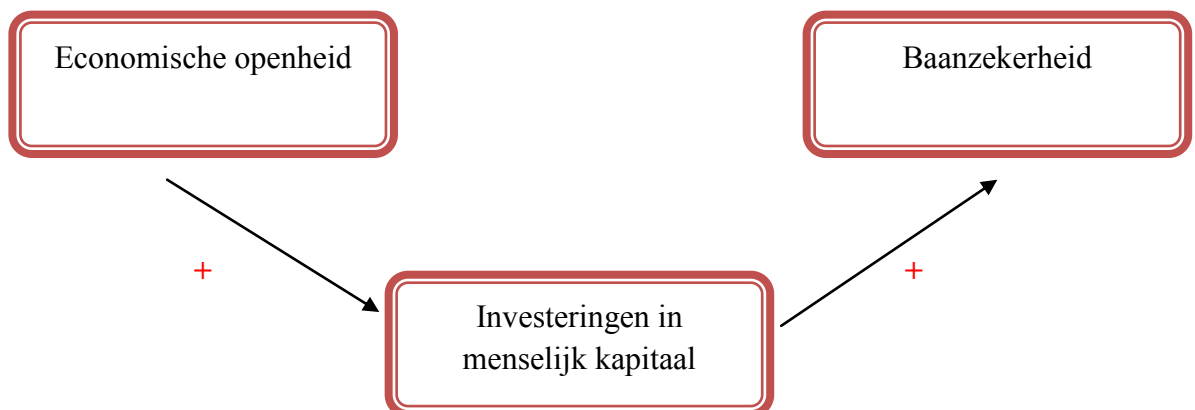 Economische openheid
Baanzekerheid
+
+
Investeringen in
menselijk kapitaal